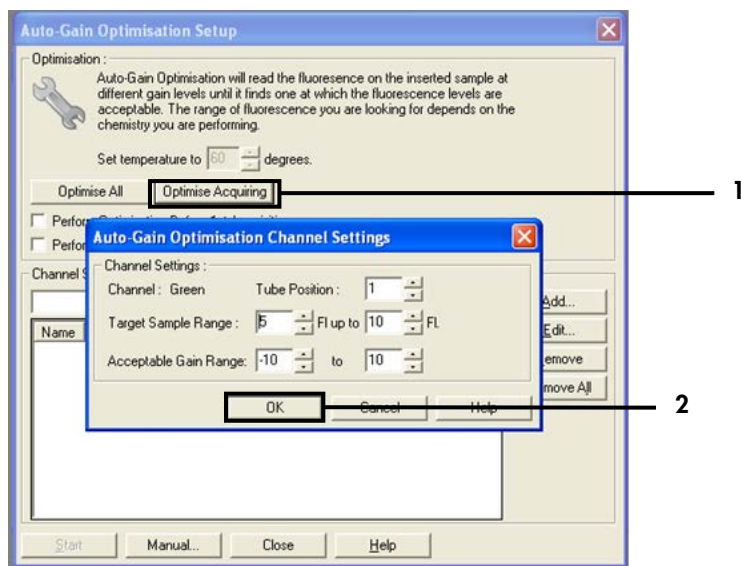 Auto-Gain Optimisation Setup
Optimisation :
Auto-Gain Optimisation will read the fluoresence on the inserted sample at
different gain levels until it finds one at which the fluorescence levels are
acceptable. The range of fluorescence you are looking for depends on the
chemistry you are performing.
Set temperature to 60 degrees.
Optimise All Optimise Acquiring 1
Perfor
Perfor
Auto-Gain Optimisation Channel Settings
Channel S
Channel Settings :
Channel : Green Tube Position : 1
Add...
Target Sample Range : 5 Fl up to 10 Fl.
Name Edit...
Acceptable Gain Range: -10 to 10
emove
move All
OK Cancel Help 2
Start Manual... Close Help